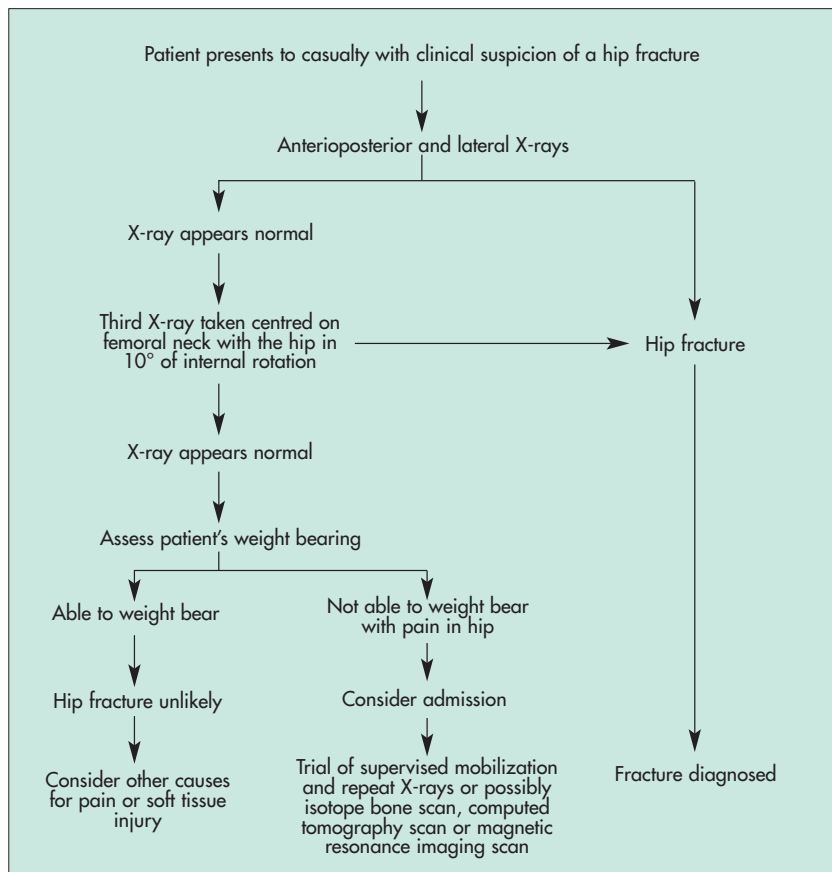 Patient presents to casualty with clinical suspicion of a hip fracture
Anterioposterior and lateral X-rays
X-ray appears normal
Third X-ray taken centred on
femoral neck with the hip in
10° of internal rotation
Hip fracture
X-ray appears normal
Assess patient's weight bearing
Able to weight bear
Not able to weight bear
with pain in hip
Hip fracture unlikely
Consider admission
Consider other causes
for pain or soft tissue
injury
Trial of supervised mobilization
and repeat X-rays or possibly
isotope bone scan, computed
tomography scan or magnetic
resonance imaging scan
Fracture diagnosed